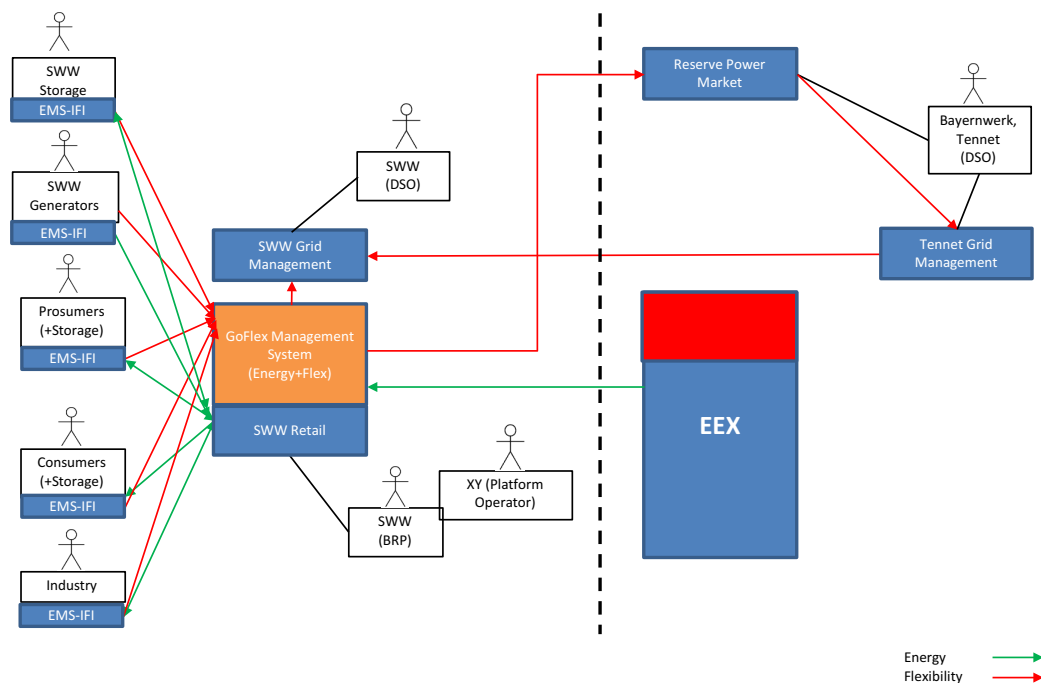 SWW
Storage
EMS-IFI
SWW
Generators
EMS-IFI
Prosumers
(+Storage)
EMS-IFI
Consumers
(+Storage)
EMS-IFI
Industry
EMS-IFI
SWW
(DSO)
SWW Grid
Management
GoFlex Management
System
(Energy+Flex)
SWW Retail
SWW
(BRP)
XY (Platform
Operator)
Reserve Power
Market
Bayernwerk,
Tennet
(DSO)
Tennet Grid
Management
EEX
Energy
Flexibility